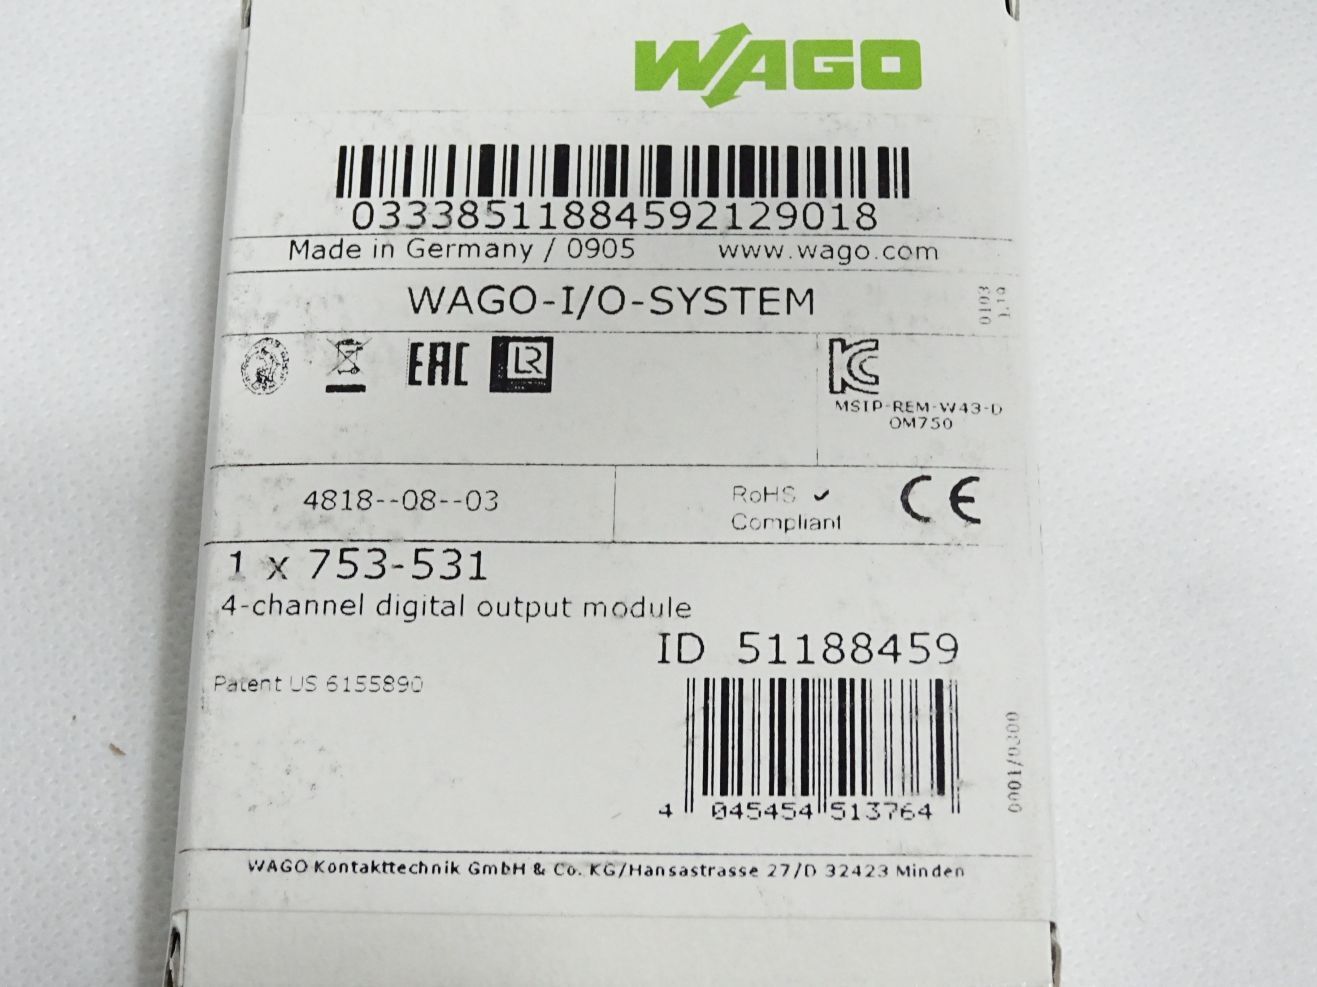 WAGO
03338511884592129018
Made in Germany / 0905 www.wago.com
WAGO-I/O-SYSTEM
0103
EAC LR
MSIP-REM-W43-D
OM750
4818--08--03
RoHS ✓
Compliant
CE
1 x 753-531
4-channel digital output module
ID 51188459
Patent US 6155890
4 045454 513764
WAGO Kontakttechnik GmbH & Co. KG/Hansastrasse 27/D 32423 Minden